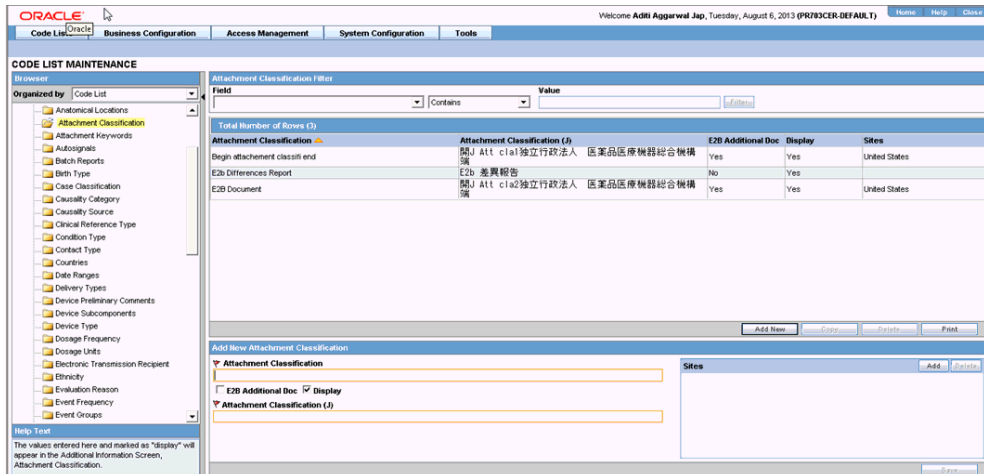 ORACLE
Oracle
Welcome Aditi Aggarwal Jap, Tuesday, August 6, 2013 (PR703CER-DEFAULT)
Home Help Close
Code Lists Business Configuration Access Management System Configuration Tools
CODE LIST MAINTENANCE
Browser
Organized by Code List
Anatomical Locations
Attachment Classification
Attachment Keywords
Autosignals
Batch Reports
Birth Type
Case Classification
Causality Category
Causality Source
Clinical Reference Type
Condition Type
Contact Type
Countries
Date Ranges
Delivery Types
Device Preliminary Comments
Device Subcomponents
Device Type
Dosage Frequency
Dosage Units
Electronic Transmission Recipient
Ethnicity
Evaluation Reason
Event Frequency
Event Groups
Help Text
The values entered here and marked as "display" will
appear in the Additional Information Screen,
Attachment Classification.
Attachment Classification Filter
Field Value
Contains Filter
Total Number of Rows (3)
Attachment Classification Attachment Classification (J) E2B Additional Doc Display Sites
Begin attachement classifi end 開J Att cla1独立行政法人 医薬品医療機器総合機構端 Yes Yes United States
E2b Differences Report E2b 差異報告 No Yes
E2B Document 開J Att cla2独立行政法人 医薬品医療機器総合機構端 Yes Yes United States
Add New Copy Delete Print
Add New Attachment Classification
Attachment Classification
E2B Additional Doc Display
Attachment Classification (J)
Sites Add Delete
Save